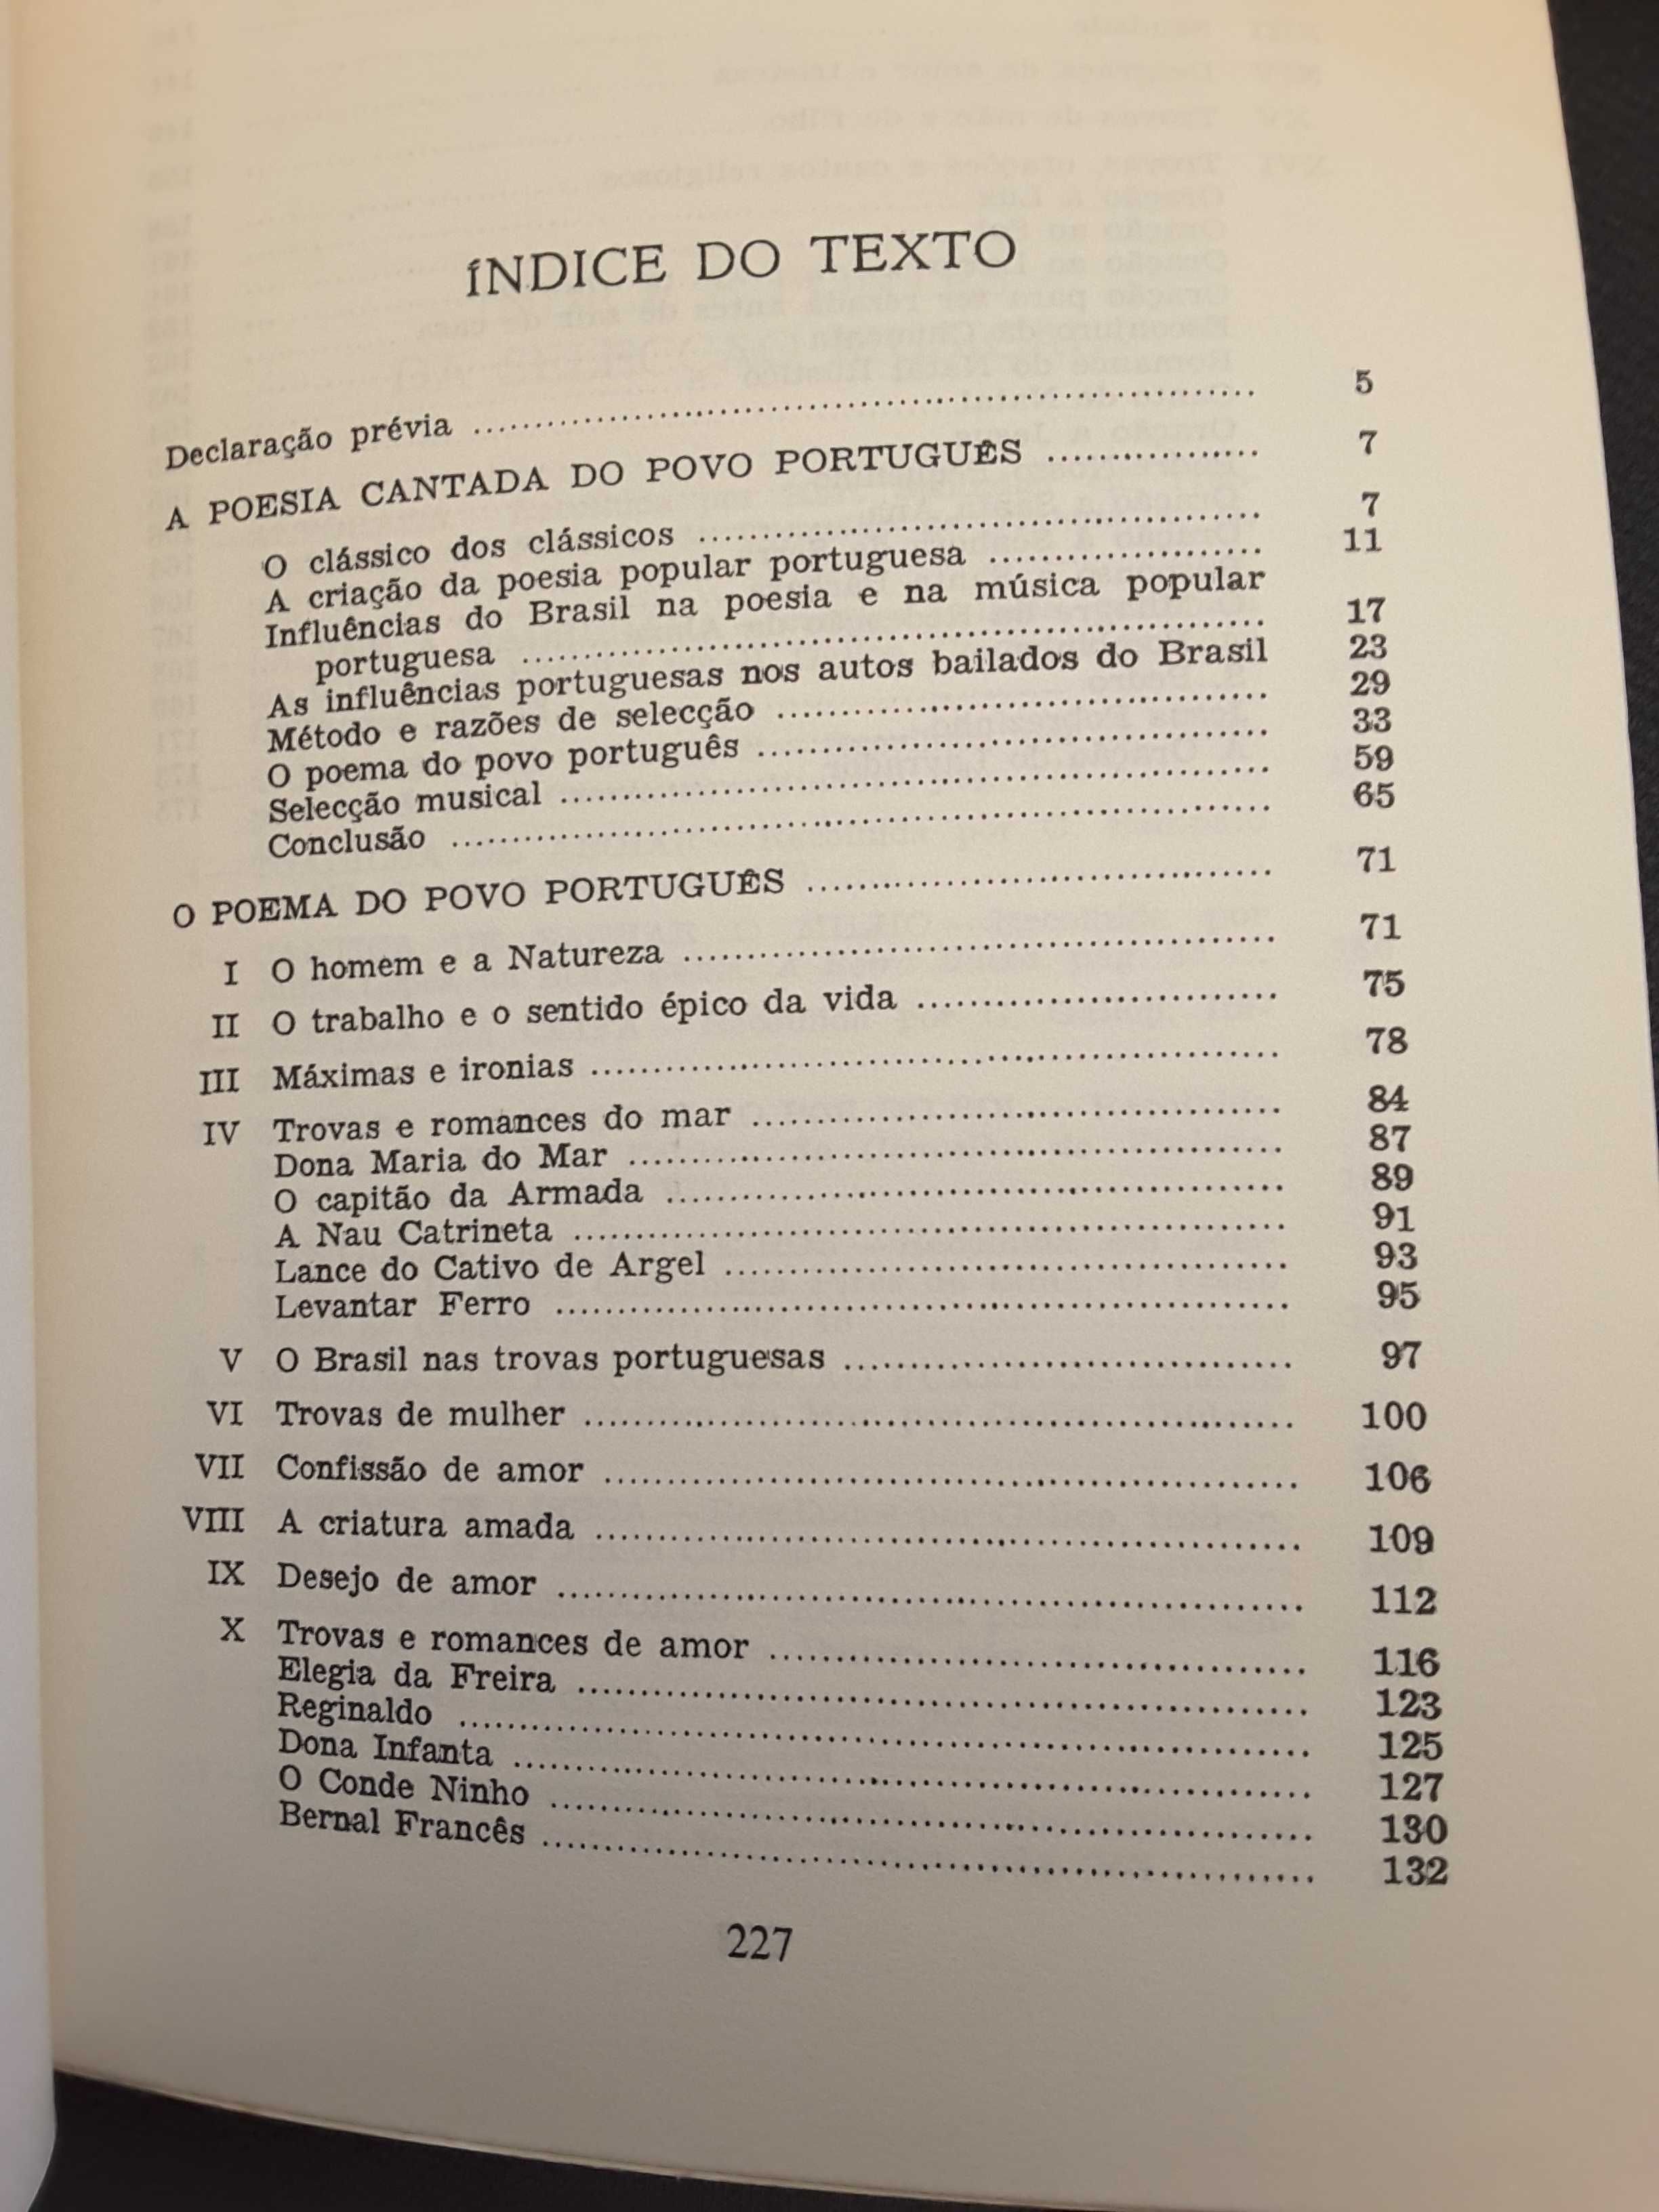 ÍNDICE DO TEXTO
Declaração prévia ........ 5
A POESIA CANTADA DO POVO PORTUGUÊS ........ 7
O clássico dos clássicos ........ 7
A criação da poesia popular portuguesa ........ 11
Influências do Brasil na poesia e na música popular
portuguesa ........ 17
As influências portuguesas nos autos bailados do Brasil 23
Método e razões de selecção ........ 29
O poema do povo português ........ 33
Selecção musical ........ 59
Conclusão ........ 65
O POEMA DO POVO PORTUGUÊS ........ 71
I O homem e a Natureza ........ 71
II O trabalho e o sentido épico da vida ........ 75
III Máximas e ironias ........ 78
IV Trovas e romances do mar ........ 84
Dona Maria do Mar ........ 87
O capitão da Armada ........ 89
A Nau Catrineta ........ 91
Lance do Cativo de Argel ........ 93
Levantar Ferro ........ 95
V O Brasil nas trovas portuguesas ........ 97
VI Trovas de mulher ........ 100
VII Confissão de amor ........ 106
VIII A criatura amada ........ 109
IX Desejo de amor ........ 112
X Trovas e romances de amor ........ 116
Elegia da Freira ........ 123
Reginaldo ........ 125
Dona Infanta ........ 127
O Conde Ninho ........ 130
Bernal Francês ........ 132
227